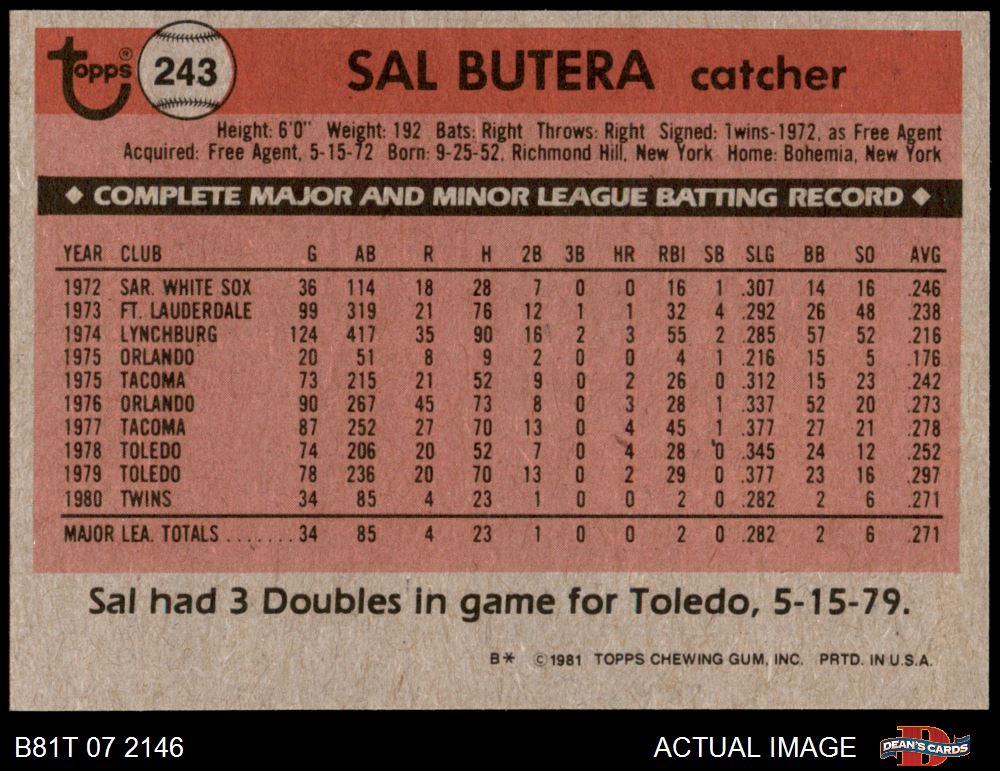 topps® 243 SAL BUTERA catcher
Height: 6'0" Weight: 192 Bats: Right Throws: Right Signed: Twins-1972, as Free Agent
Acquired: Free Agent, 5-15-72 Born: 9-25-52, Richmond Hill, New York Home: Bohemia, New York
◆ COMPLETE MAJOR AND MINOR LEAGUE BATTING RECORD ◆
YEAR CLUB G AB R H 2B 3B HR RBI SB SLG BB SO AVG
1972 SAR. WHITE SOX 36 114 18 28 7 0 0 16 1 .307 14 16 .246
1973 FT. LAUDERDALE 99 319 21 76 12 1 1 32 4 .292 26 48 .238
1974 LYNCHBURG 124 417 35 90 16 2 3 55 2 .285 57 52 .216
1975 ORLANDO 20 51 8 9 2 0 0 4 1 .216 15 5 .176
1975 TACOMA 73 215 21 52 9 0 2 26 0 .312 15 23 .242
1976 ORLANDO 90 267 45 73 8 0 3 28 1 .337 52 20 .273
1977 TACOMA 87 252 27 70 13 0 4 45 1 .377 27 21 .278
1978 TOLEDO 74 206 20 52 7 0 4 28 0 .345 24 12 .252
1979 TOLEDO 78 236 20 70 13 0 2 29 0 .377 23 16 .297
1980 TWINS 34 85 4 23 1 0 0 2 0 .282 2 6 .271
MAJOR LEA. TOTALS ....... 34 85 4 23 1 0 0 2 0 .282 2 6 .271
Sal had 3 Doubles in game for Toledo, 5-15-79.
B* ©1981 TOPPS CHEWING GUM, INC. PRTD. IN U.S.A.
B81T 07 2146 ACTUAL IMAGE DEAN'S CARDS